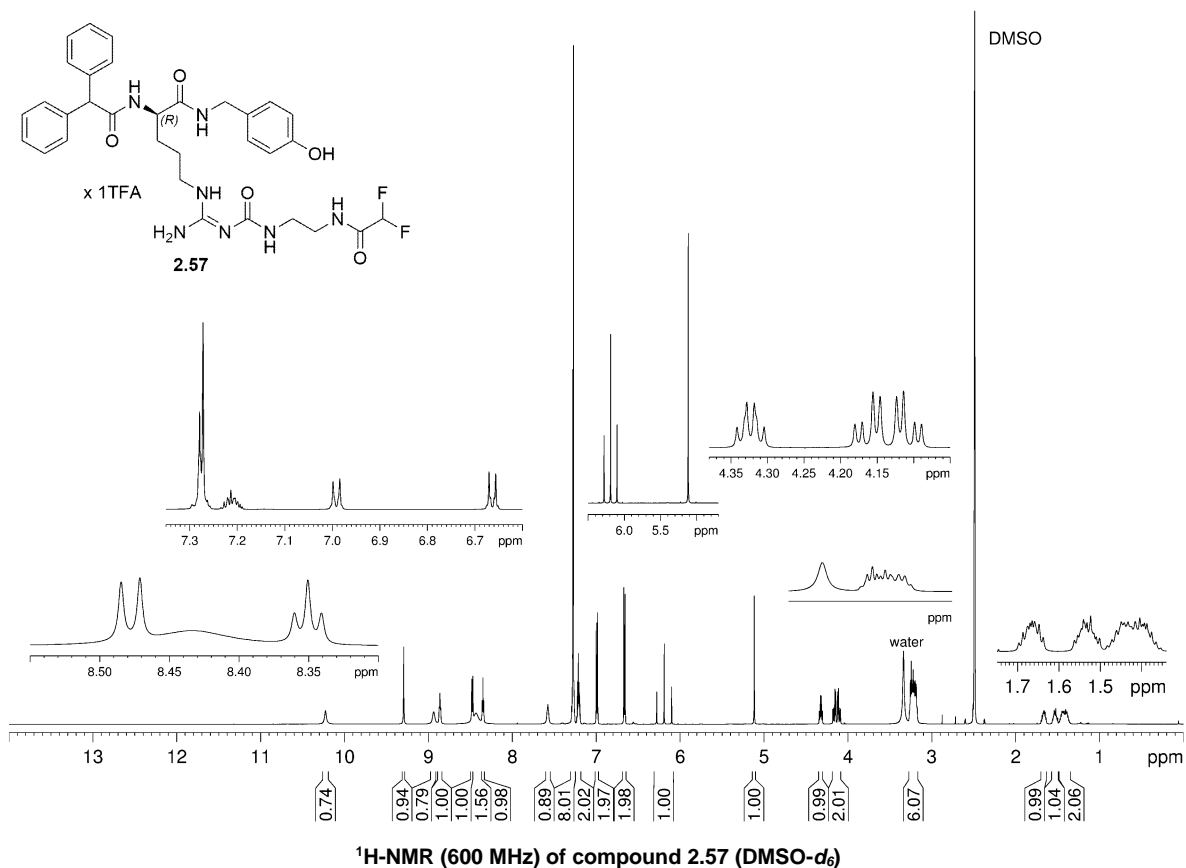 DMSO
O
H
N
(R)
N
H
O
OH
x 1TFA
NH
O
H
N
F
H₂N
N
N
H
F
O
2.57
7.3 7.2 7.1 7.0 6.9 6.8 6.7 ppm
6.0 5.5 ppm
4.35 4.30 4.25 4.20 4.15 ppm
8.50 8.45 8.40 8.35 ppm
ppm
water
1.7 1.6 1.5 ppm
13 12 11 10 9 8 7 6 5 4 3 2 1 ppm
0.74 0.94 0.79 1.00 1.00 1.56 0.98 0.89 8.01 2.02 1.97 1.98 1.00 1.00 0.99 2.01 6.07 0.99 1.04 2.06
¹H-NMR (600 MHz) of compound 2.57 (DMSO-d₆)